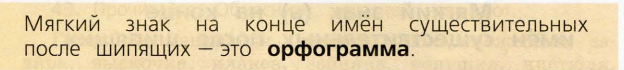 Мягкий знак на конце имён существительных
после шипящих – это орфограмма.